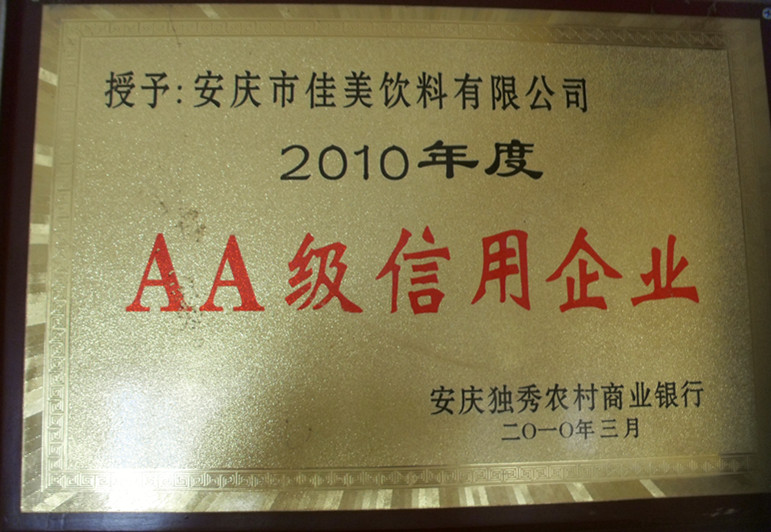 授予:安庆市佳美饮料有限公司
2010年度
AA级信用企业
安庆独秀农村商业银行
二〇一〇年三月